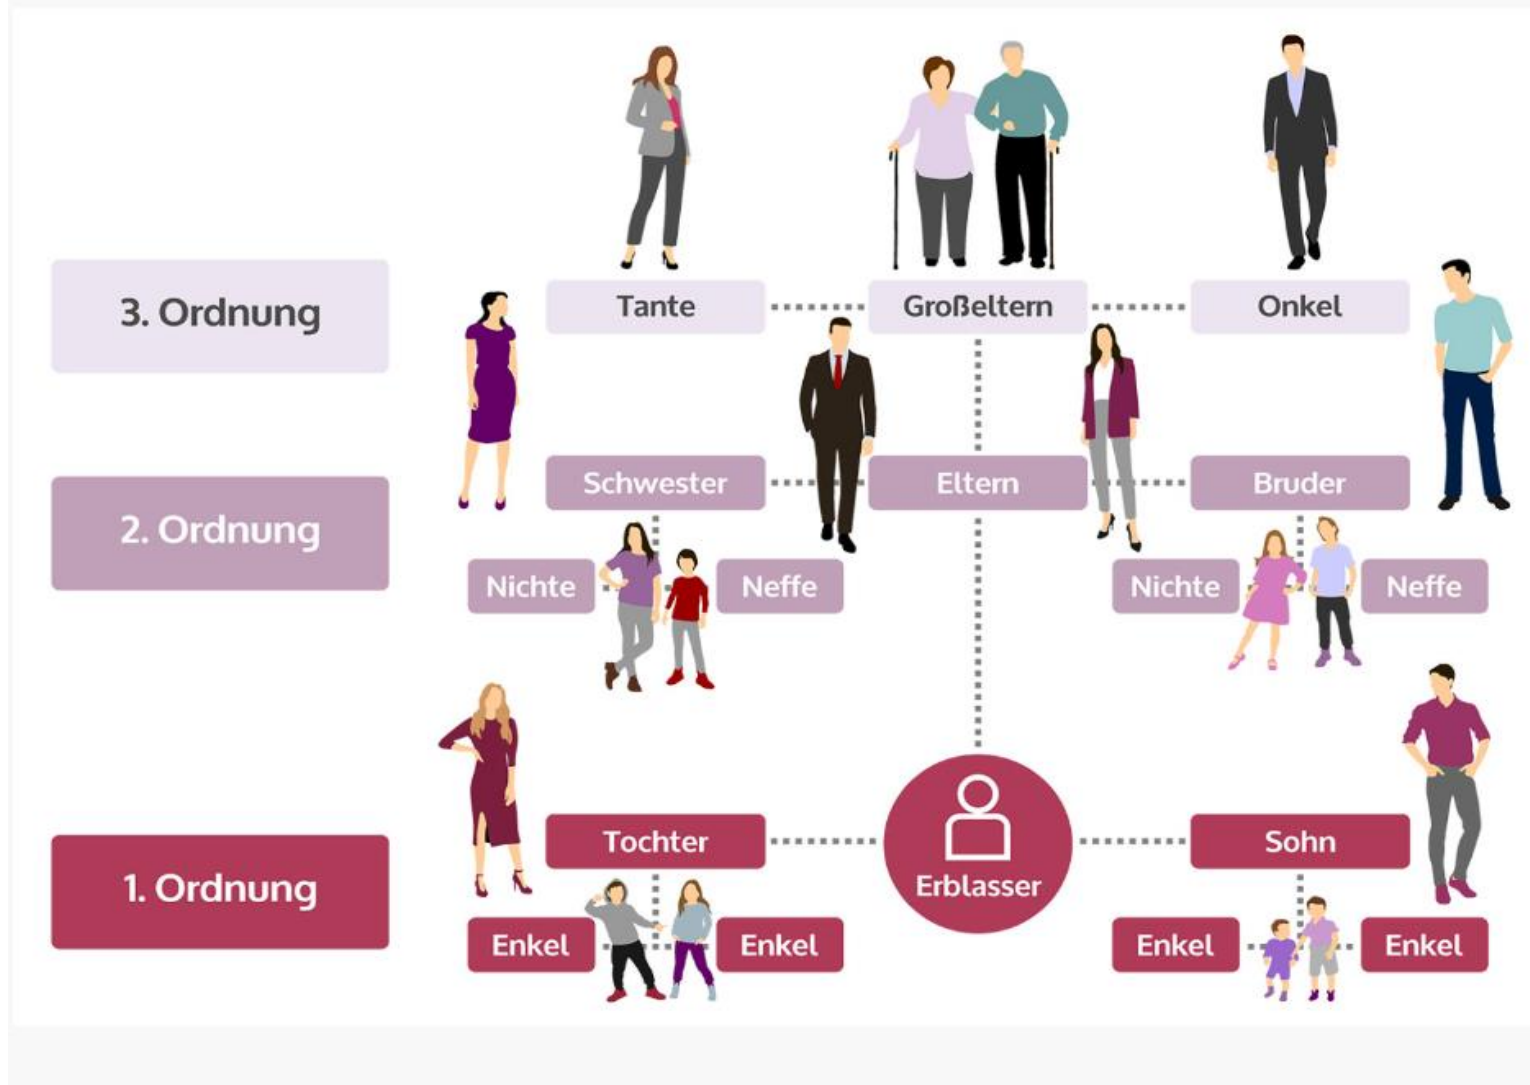 3. Ordnung
Tante
Großeltern
Onkel
2. Ordnung
Schwester
Eltern
Bruder
Nichte
Neffe
Nichte
Neffe
1. Ordnung
Tochter
Erblasser
Sohn
Enkel
Enkel
Enkel
Enkel